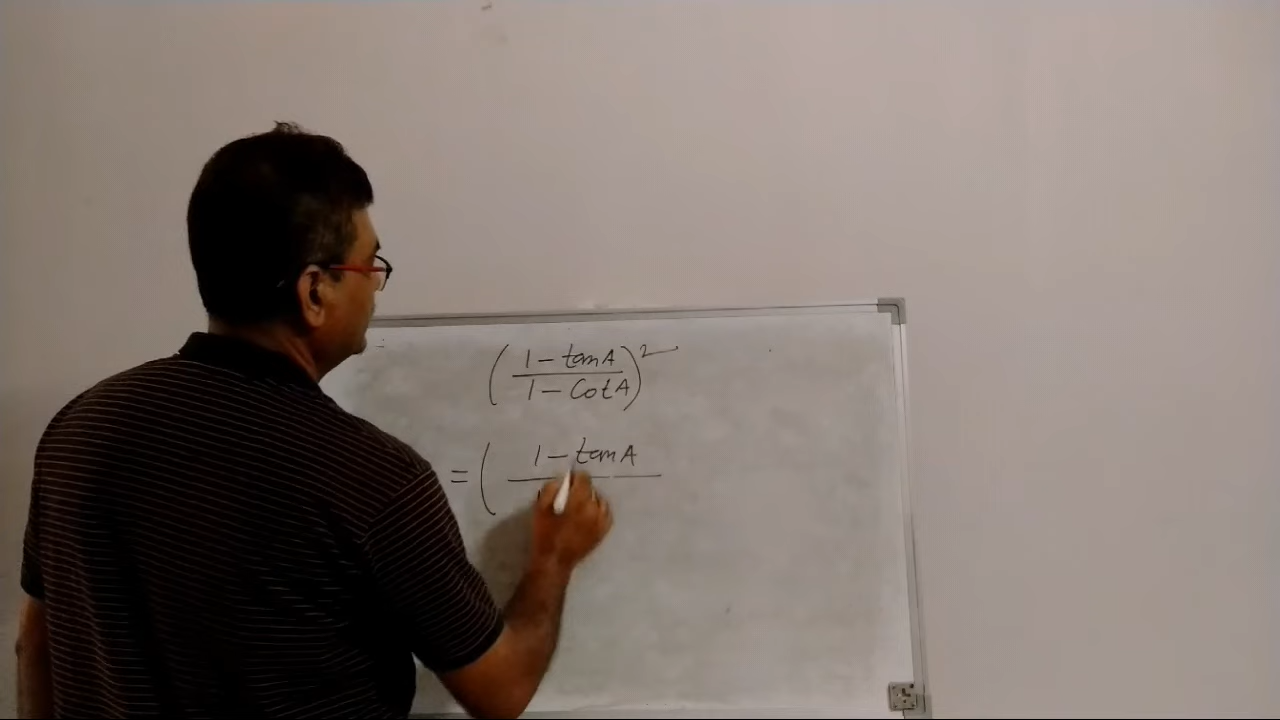 (1 - tanA / 1 - CotA)²
= ( 1 - tanA